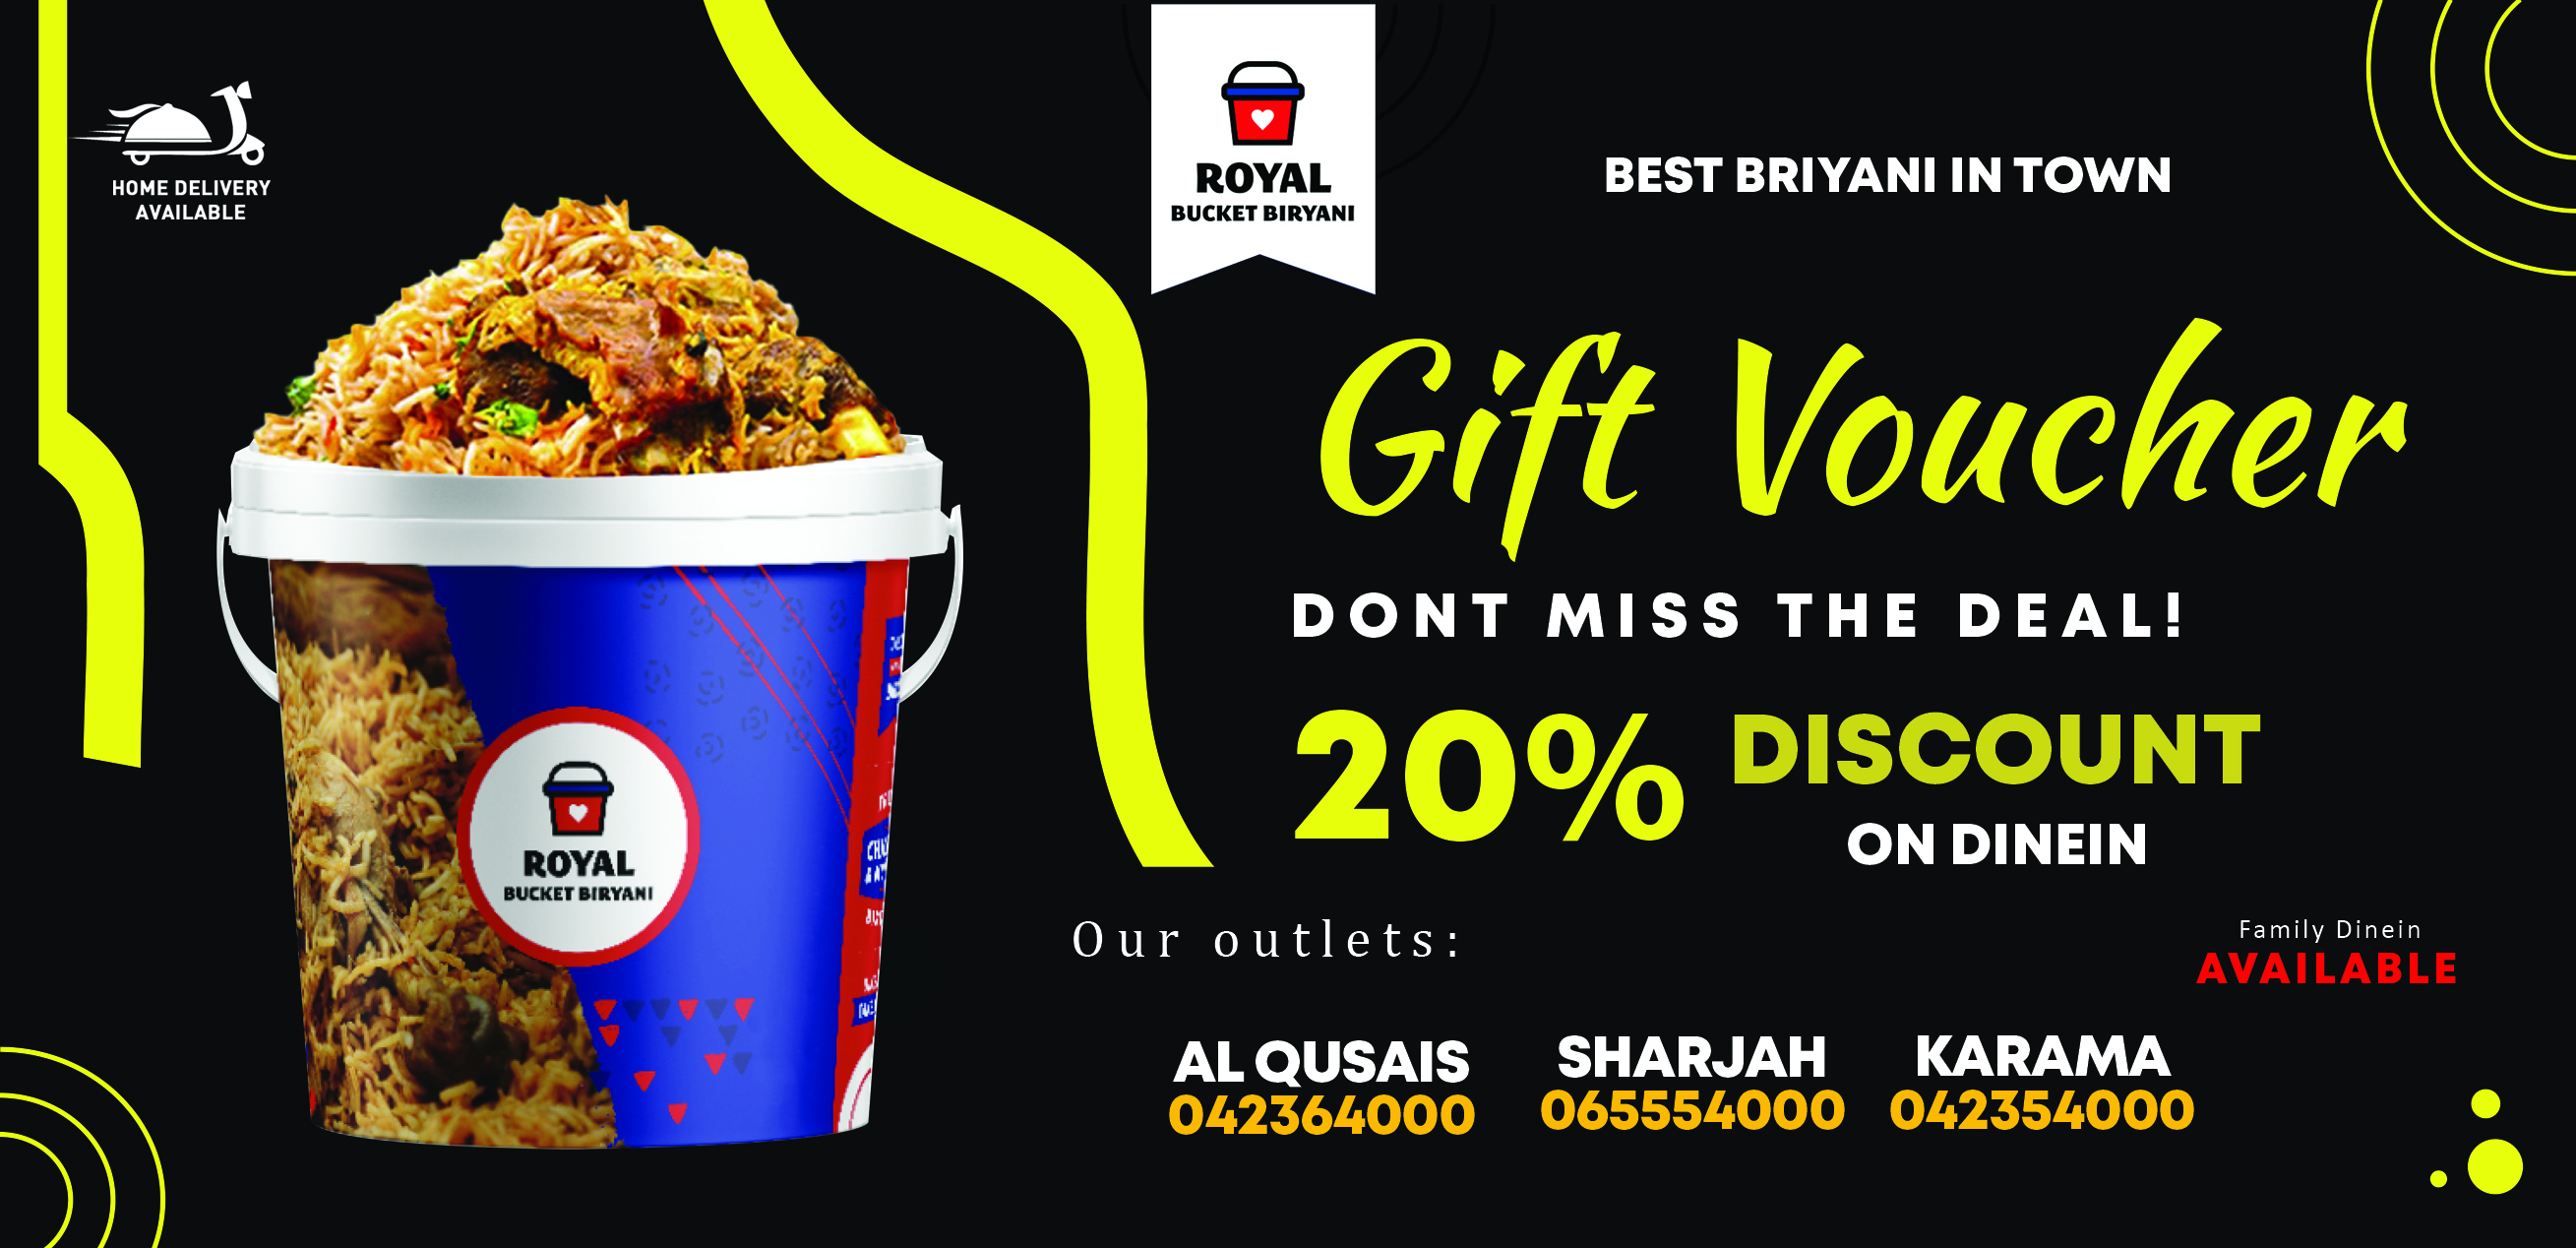 HOME DELIVERY
AVAILABLE
ROYAL
BUCKET BIRYANI
BEST BRIYANI IN TOWN
Gift Voucher
DONT MISS THE DEAL!
20% DISCOUNT
ON DINEIN
ROYAL
BUCKET BIRYANI
Our outlets:
Family Dinein
AVAILABLE
AL QUSAIS
042364000
SHARJAH
065554000
KARAMA
042354000